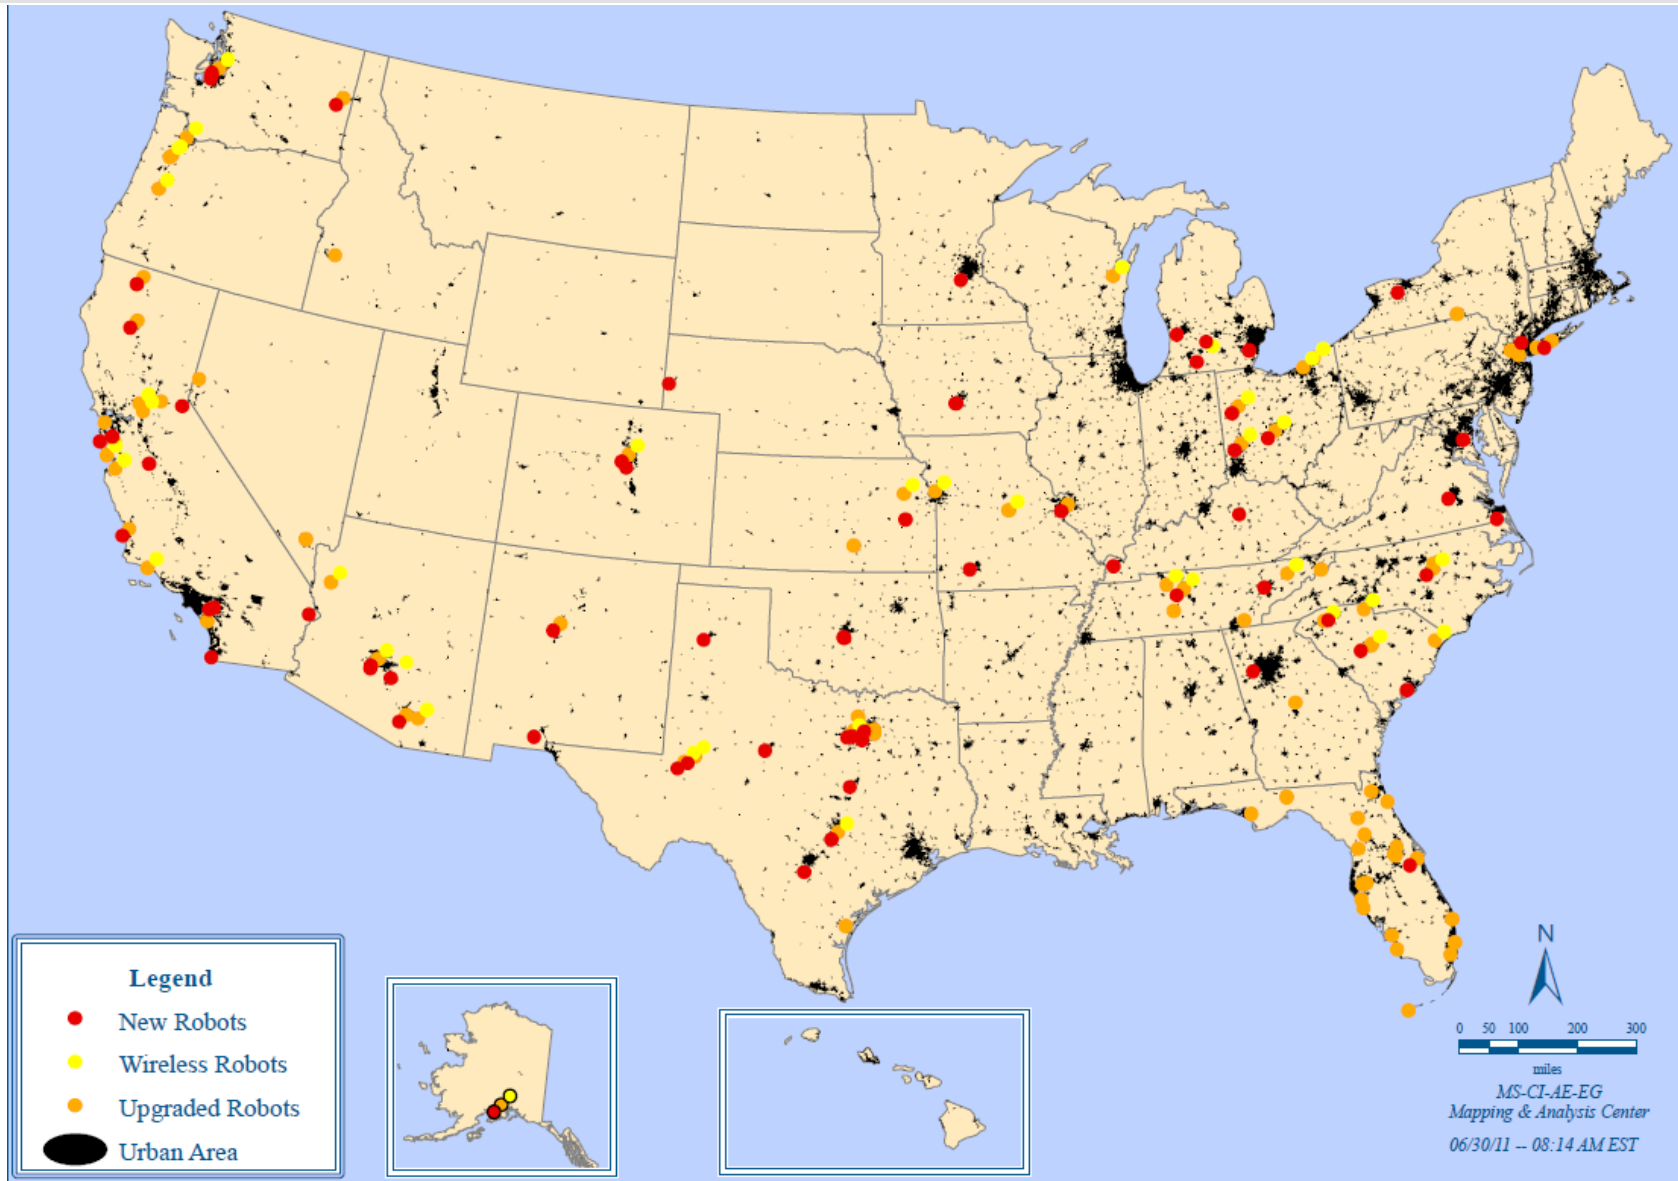 Legend
New Robots
Wireless Robots
Upgraded Robots
Urban Area
N
0 50 100 200 300
miles
MS-CI-AE-EG
Mapping & Analysis Center
06/30/11 -- 08:14 AM EST